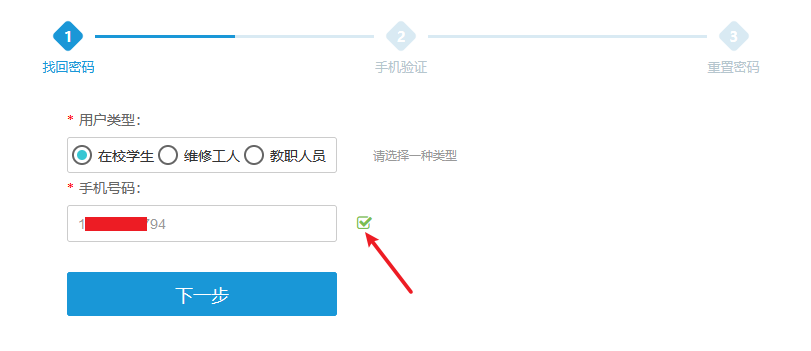 1 2 3
找回密码 手机验证 重置密码
* 用户类型：
在校学生 维修工人 教职人员 请选择一种类型
* 手机号码：
1 794
下一步